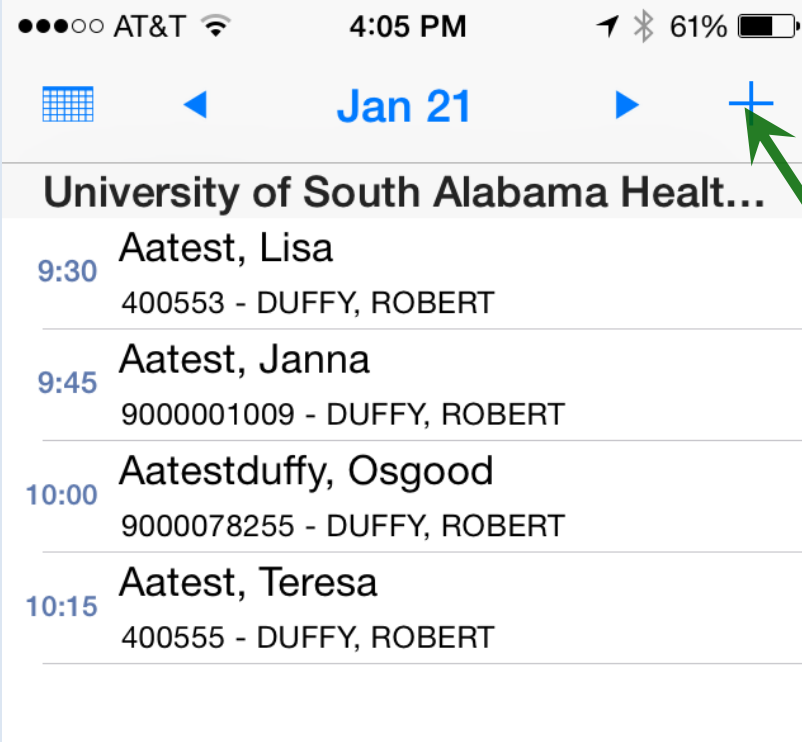 AT&T 4:05 PM 61%
Jan 21
University of South Alabama Healt...
9:30 Aatest, Lisa
400553 - DUFFY, ROBERT
9:45 Aatest, Janna
9000001009 - DUFFY, ROBERT
10:00 Aatestduffy, Osgood
9000078255 - DUFFY, ROBERT
10:15 Aatest, Teresa
400555 - DUFFY, ROBERT